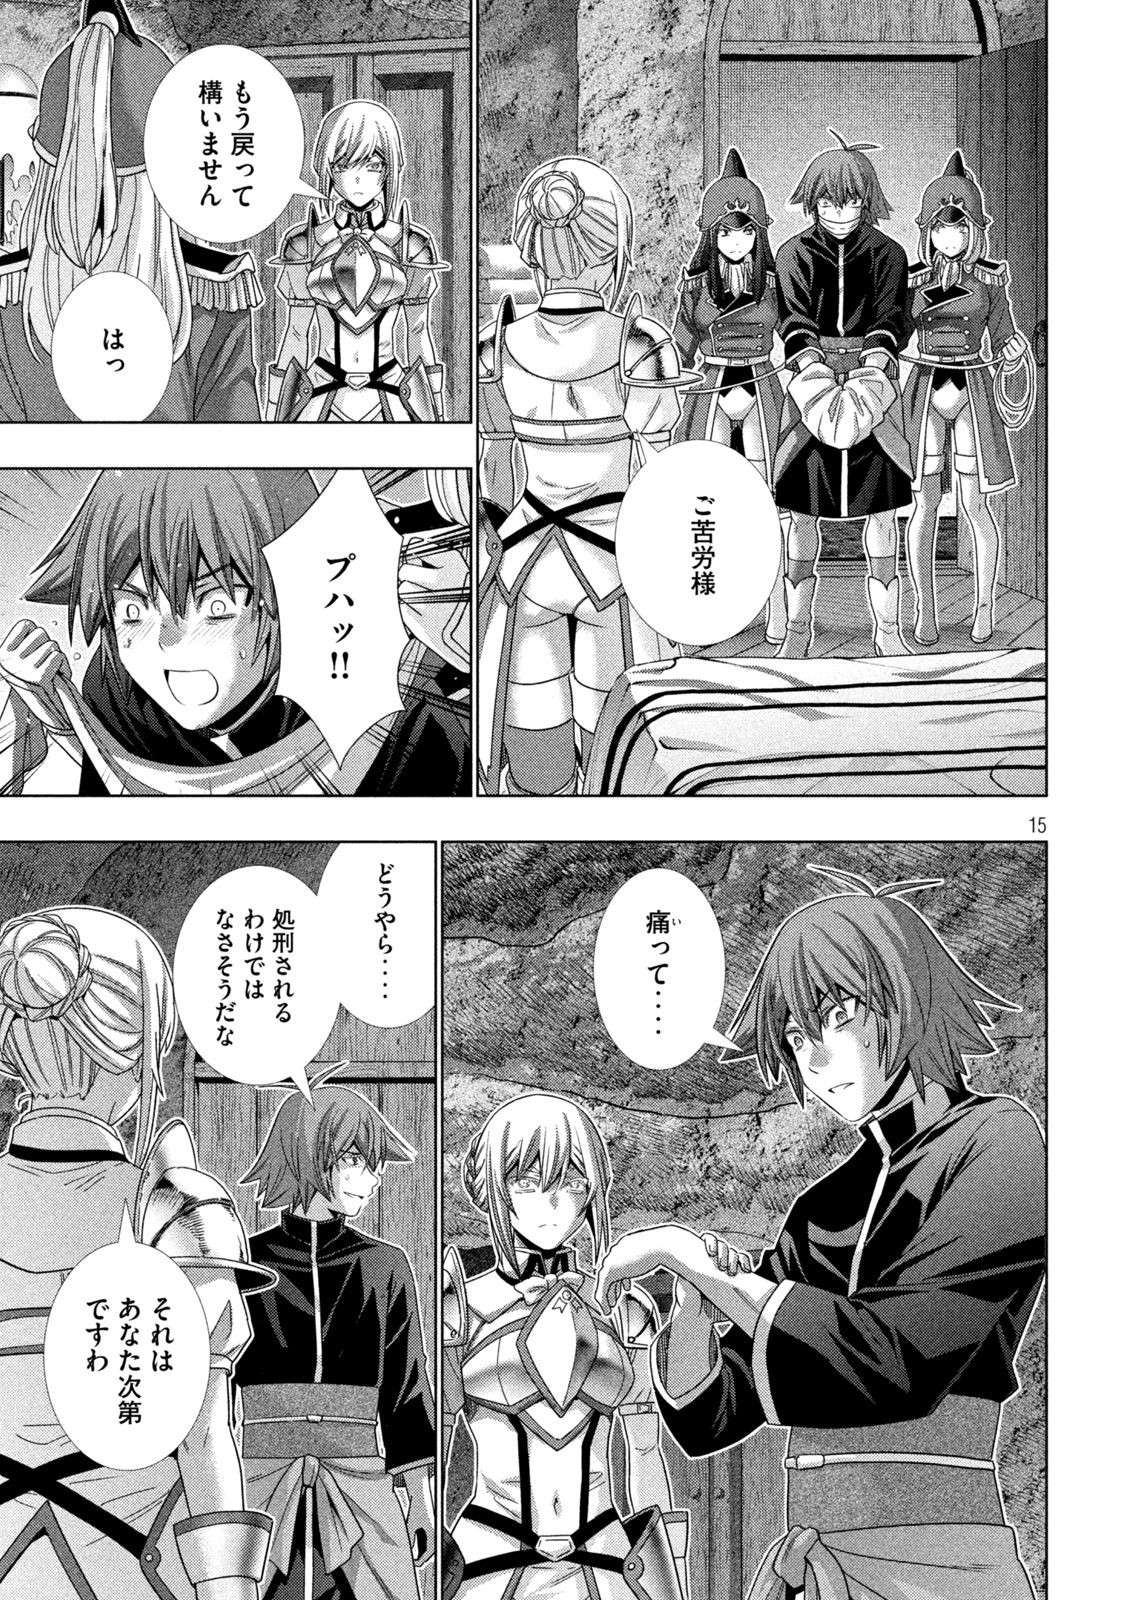 ご苦労様
もう戻って
構いません
はっ
プハッ!!
15
痛って‥‥
い
どうやら‥‥
処刑される
わけでは
なさそうだな
それは
あなた次第
ですわ